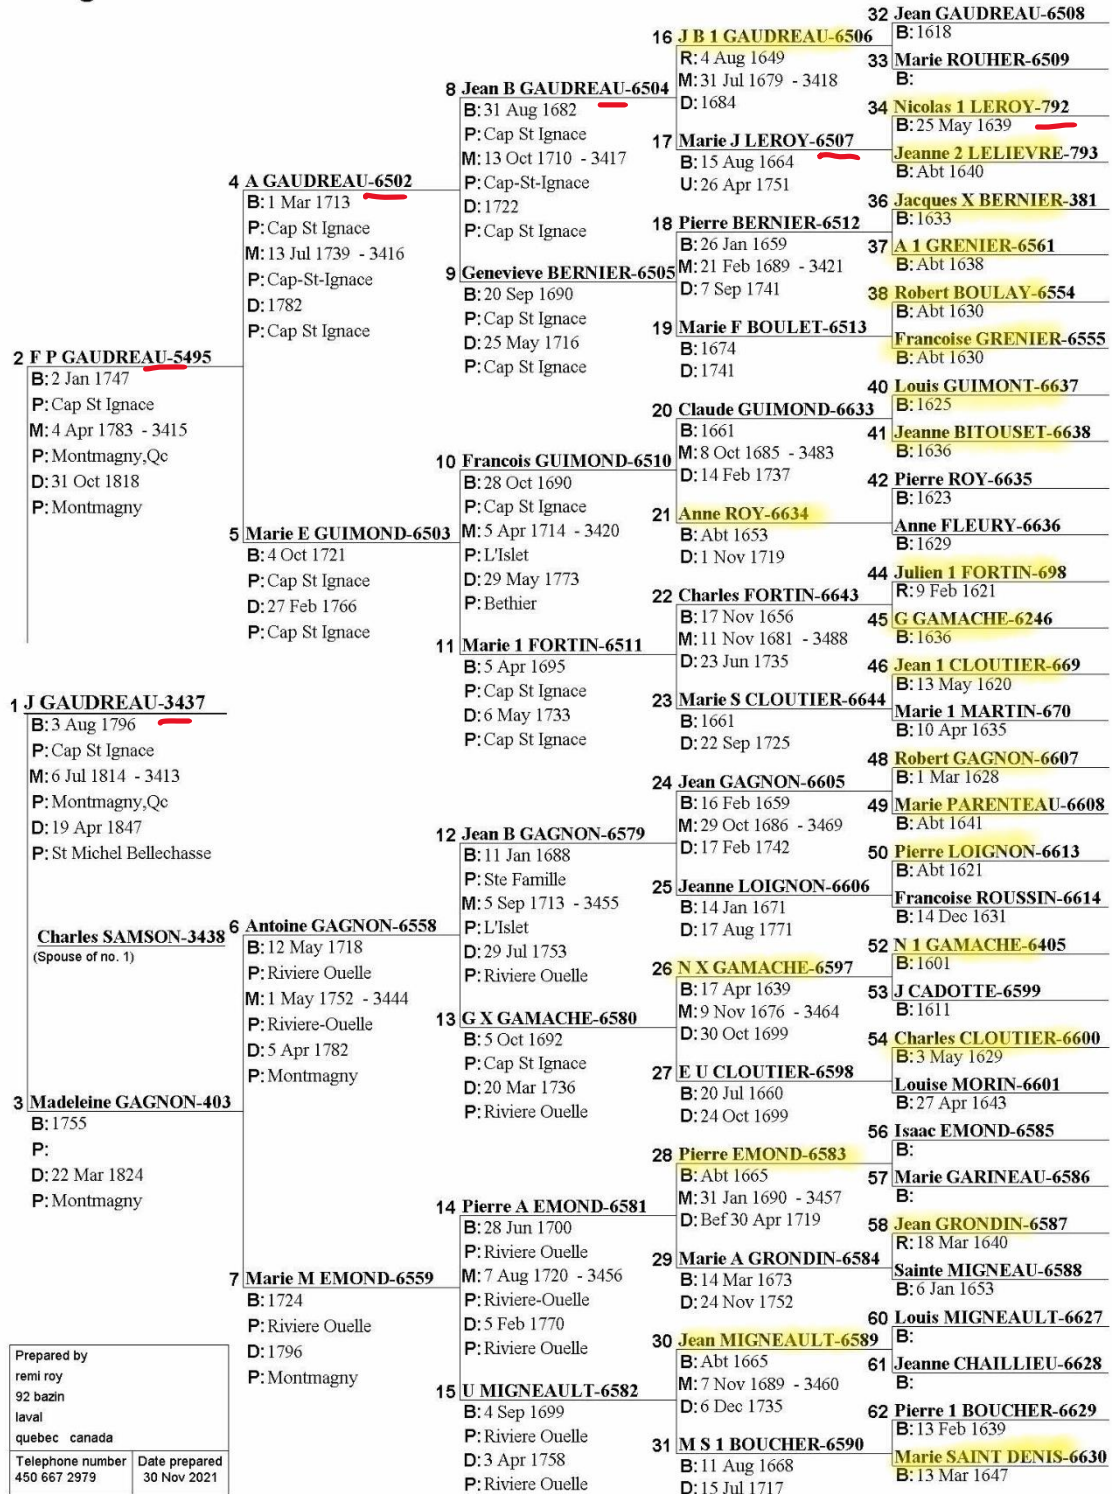 1 J GAUDREAU-3437
B: 3 Aug 1796
P: Cap St Ignace
M: 6 Jul 1814 - 3413
P: Montmagny,Qc
D: 19 Apr 1847
P: St Michel Bellechasse
Charles SAMSON-3438
(Spouse of no. 1)
2 F P GAUDREAU-5495
B: 2 Jan 1747
P: Cap St Ignace
M: 4 Apr 1783 - 3415
P: Montmagny,Qc
D: 31 Oct 1818
P: Montmagny
3 Madeleine GAGNON-403
B: 1755
P:
D: 22 Mar 1824
P: Montmagny
4 A GAUDREAU-6502
B: 1 Mar 1713
P: Cap St Ignace
M: 13 Jul 1739 - 3416
P: Cap-St-Ignace
D: 1782
P: Cap St Ignace
5 Marie E GUIMOND-6503
B: 4 Oct 1721
P: Cap St Ignace
D: 27 Feb 1766
P: Cap St Ignace
6 Antoine GAGNON-6558
B: 12 May 1718
P: Riviere Ouelle
M: 1 May 1752 - 3444
P: Riviere-Ouelle
D: 5 Apr 1782
P: Montmagny
7 Marie M EMOND-6559
B: 1724
P: Riviere Ouelle
D: 1796
P: Montmagny
8 Jean B GAUDREAU-6504
B: 31 Aug 1682
P: Cap St Ignace
M: 13 Oct 1710 - 3417
P: Cap-St-Ignace
D: 1722
P: Cap St Ignace
9 Genevieve BERNIER-6505
B: 20 Sep 1690
P: Cap St Ignace
D: 25 May 1716
P: Cap St Ignace
10 Francois GUIMOND-6510
B: 28 Oct 1690
P: Cap St Ignace
M: 5 Apr 1714 - 3420
P: L'Islet
D: 29 May 1773
P: Bethier
11 Marie 1 FORTIN-6511
B: 5 Apr 1695
P: Cap St Ignace
D: 6 May 1733
P: Cap St Ignace
12 Jean B GAGNON-6579
B: 11 Jan 1688
P: Ste Famille
M: 5 Sep 1713 - 3455
P: L'Islet
D: 29 Jul 1753
P: Riviere Ouelle
13 G X GAMACHE-6580
B: 5 Oct 1692
P: Cap St Ignace
D: 20 Mar 1736
P: Riviere Ouelle
14 Pierre A EMOND-6581
B: 28 Jun 1700
P: Riviere Ouelle
M: 7 Aug 1720 - 3456
P: Riviere-Ouelle
D: 5 Feb 1770
P: Riviere Ouelle
15 U MIGNEAULT-6582
B: 4 Sep 1699
P: Riviere Ouelle
D: 3 Apr 1758
P: Riviere Ouelle
16 J B 1 GAUDREAU-6506
R: 4 Aug 1649
M: 31 Jul 1679 - 3418
D: 1684
17 Marie J LEROY-6507
B: 15 Aug 1664
U: 26 Apr 1751
18 Pierre BERNIER-6512
B: 26 Jan 1659
M: 21 Feb 1689 - 3421
D: 7 Sep 1741
19 Marie F BOULET-6513
B: 1674
D: 1741
20 Claude GUIMOND-6633
B: 1661
M: 8 Oct 1685 - 3483
D: 14 Feb 1737
21 Anne ROY-6634
B: Abt 1653
D: 1 Nov 1719
22 Charles FORTIN-6643
B: 17 Nov 1656
M: 11 Nov 1681 - 3488
D: 23 Jun 1735
23 Marie S CLOUTIER-6644
B: 1661
D: 22 Sep 1725
24 Jean GAGNON-6605
B: 16 Feb 1659
M: 29 Oct 1686 - 3469
D: 17 Feb 1742
25 Jeanne LOIGNON-6606
B: 14 Jan 1671
D: 17 Aug 1771
26 N X GAMACHE-6597
B: 17 Apr 1639
M: 9 Nov 1676 - 3464
D: 30 Oct 1699
27 E U CLOUTIER-6598
B: 20 Jul 1660
D: 24 Oct 1699
28 Pierre EMOND-6583
B: Abt 1665
M: 31 Jan 1690 - 3457
D: Bef 30 Apr 1719
29 Marie A GRONDIN-6584
B: 14 Mar 1673
D: 24 Nov 1752
30 Jean MIGNEAULT-6589
B: Abt 1665
M: 7 Nov 1689 - 3460
D: 6 Dec 1735
31 M S 1 BOUCHER-6590
B: 11 Aug 1668
D: 15 Jul 1717
32 Jean GAUDREAU-6508
B: 1618
33 Marie ROUHER-6509
B:
34 Nicolas 1 LEROY-792
B: 25 May 1639
Jeanne 2 LELIEVRE-793
B: Abt 1640
36 Jacques X BERNIER-381
B: 1633
37 A 1 GRENIER-6561
B: Abt 1638
38 Robert BOULAY-6554
B: Abt 1630
Francoise GRENIER-6555
B: Abt 1630
40 Louis GUIMONT-6637
B: 1625
41 Jeanne BITOUSET-6638
B: 1636
42 Pierre ROY-6635
B: 1623
Anne FLEURY-6636
B: 1629
44 Julien 1 FORTIN-698
R: 9 Feb 1621
45 G GAMACHE-6246
B: 1636
46 Jean 1 CLOUTIER-669
B: 13 May 1620
Marie 1 MARTIN-670
B: 10 Apr 1635
48 Robert GAGNON-6607
B: 1 Mar 1628
49 Marie PARENTEAU-6608
B: Abt 1641
50 Pierre LOIGNON-6613
B: Abt 1621
Francoise ROUSSIN-6614
B: 14 Dec 1631
52 N 1 GAMACHE-6405
B: 1601
53 J CADOTTE-6599
B: 1611
54 Charles CLOUTIER-6600
B: 3 May 1629
Louise MORIN-6601
B: 27 Apr 1643
56 Isaac EMOND-6585
B:
57 Marie GARINEAU-6586
B:
58 Jean GRONDIN-6587
R: 18 Mar 1640
Sainte MIGNEAU-6588
B: 6 Jan 1653
60 Louis MIGNEAULT-6627
B:
61 Jeanne CHAILLIEU-6628
B:
62 Pierre 1 BOUCHER-6629
B: 13 Feb 1639
Marie SAINT DENIS-6630
B: 13 Mar 1647
Prepared by
remi roy
92 bazin
laval
quebec canada
Telephone number
450 667 2979
Date prepared
30 Nov 2021